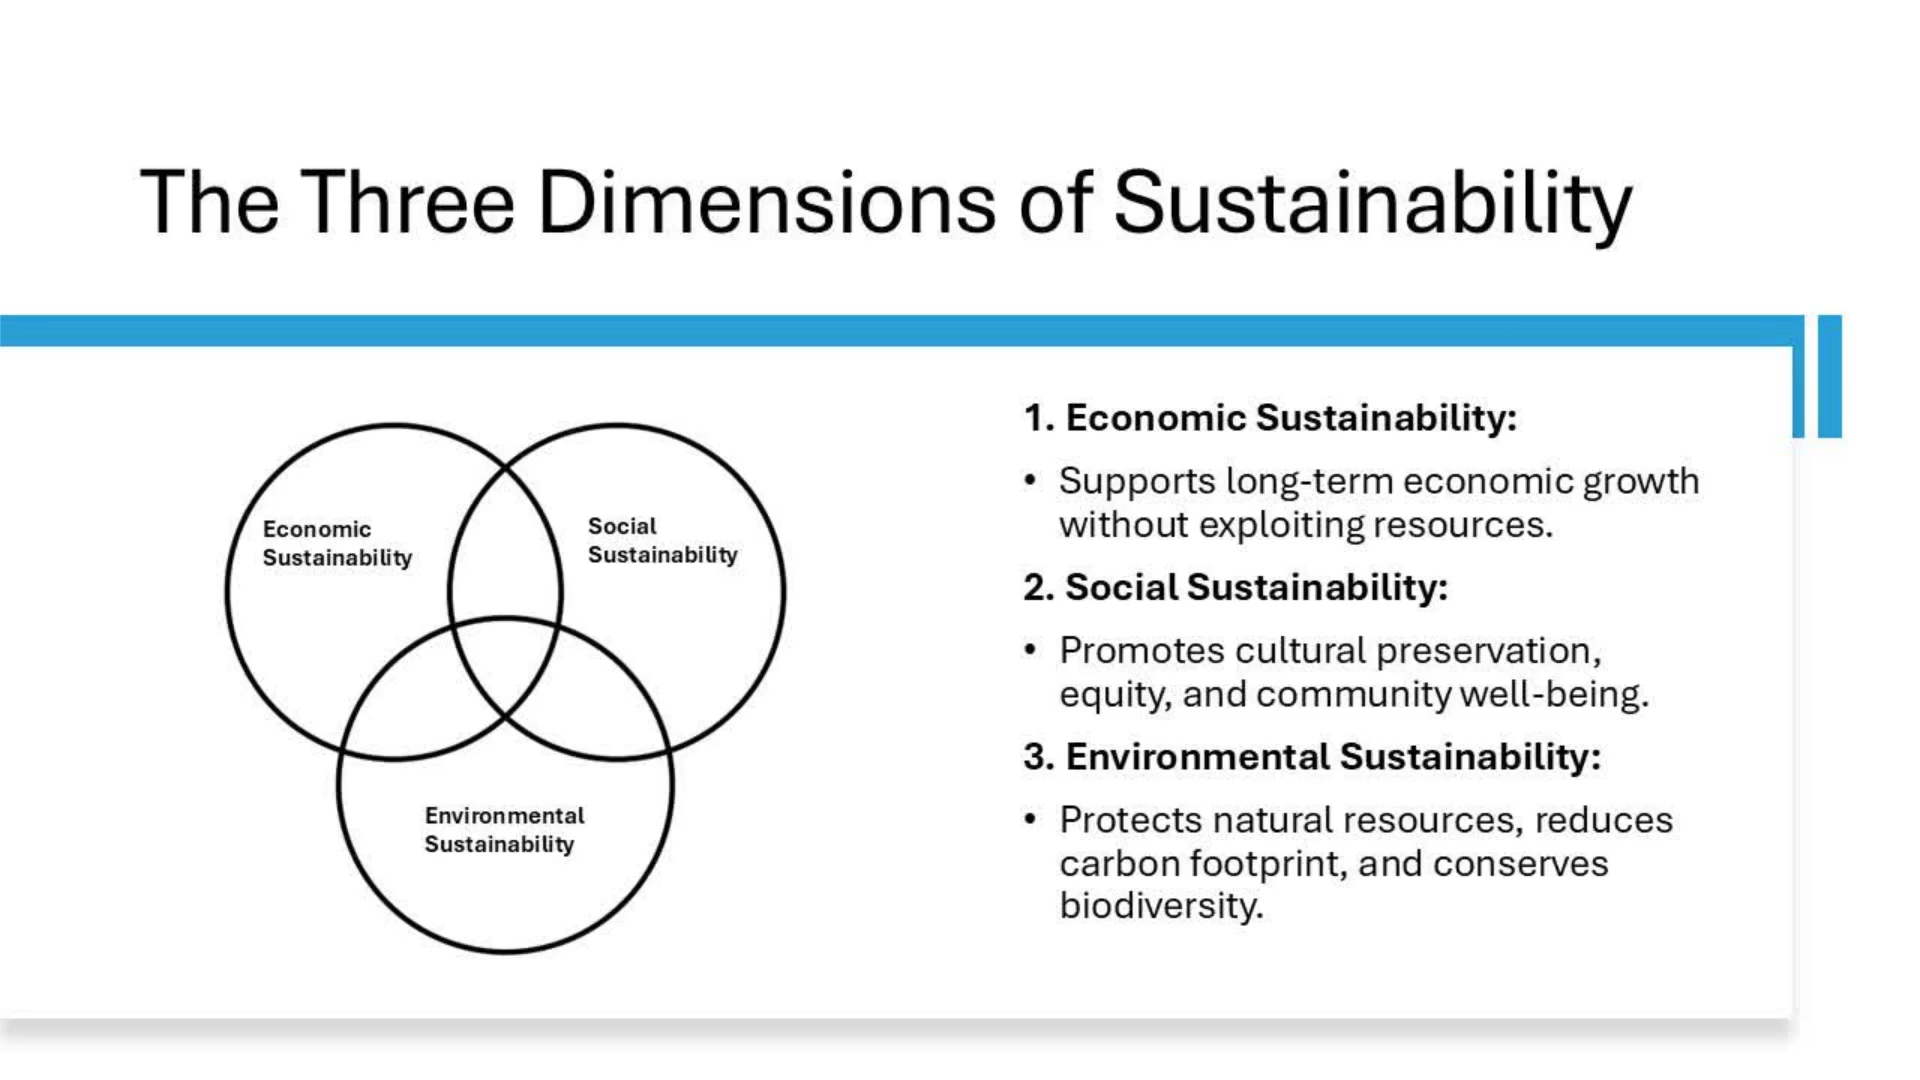 The Three Dimensions of Sustainability
Economic
Sustainability
Social
Sustainability
Environmental
Sustainability
1. Economic Sustainability:
• Supports long-term economic growth
without exploiting resources.
2. Social Sustainability:
• Promotes cultural preservation,
equity, and community well-being.
3. Environmental Sustainability:
• Protects natural resources, reduces
carbon footprint, and conserves
biodiversity.